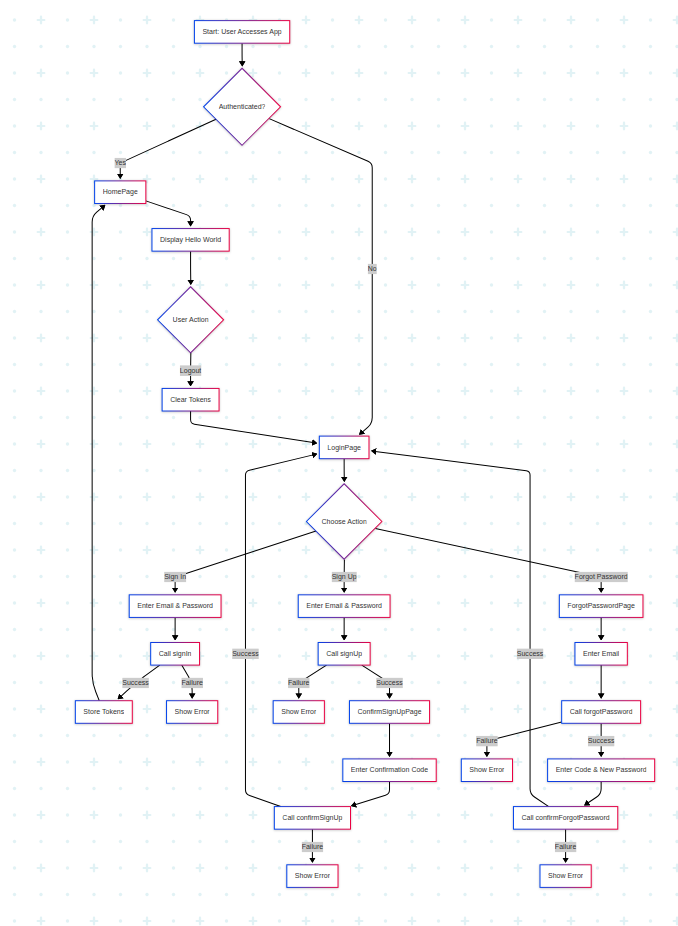 Start: User Accesses App
Authenticated?
Yes
HomePage
Display Hello World
No
User Action
Logout
Clear Tokens
LoginPage
Choose Action
Sign In
Sign Up
Forgot Password
Enter Email & Password
Enter Email & Password
ForgotPasswordPage
Call signIn
Success
Call signUp
Success
Enter Email
Success
Failure
Failure
Success
Store Tokens
Show Error
Show Error
ConfirmSignUpPage
Call forgotPassword
Failure
Success
Enter Confirmation Code
Show Error
Enter Code & New Password
Call confirmSignUp
Call confirmForgotPassword
Failure
Failure
Show Error
Show Error